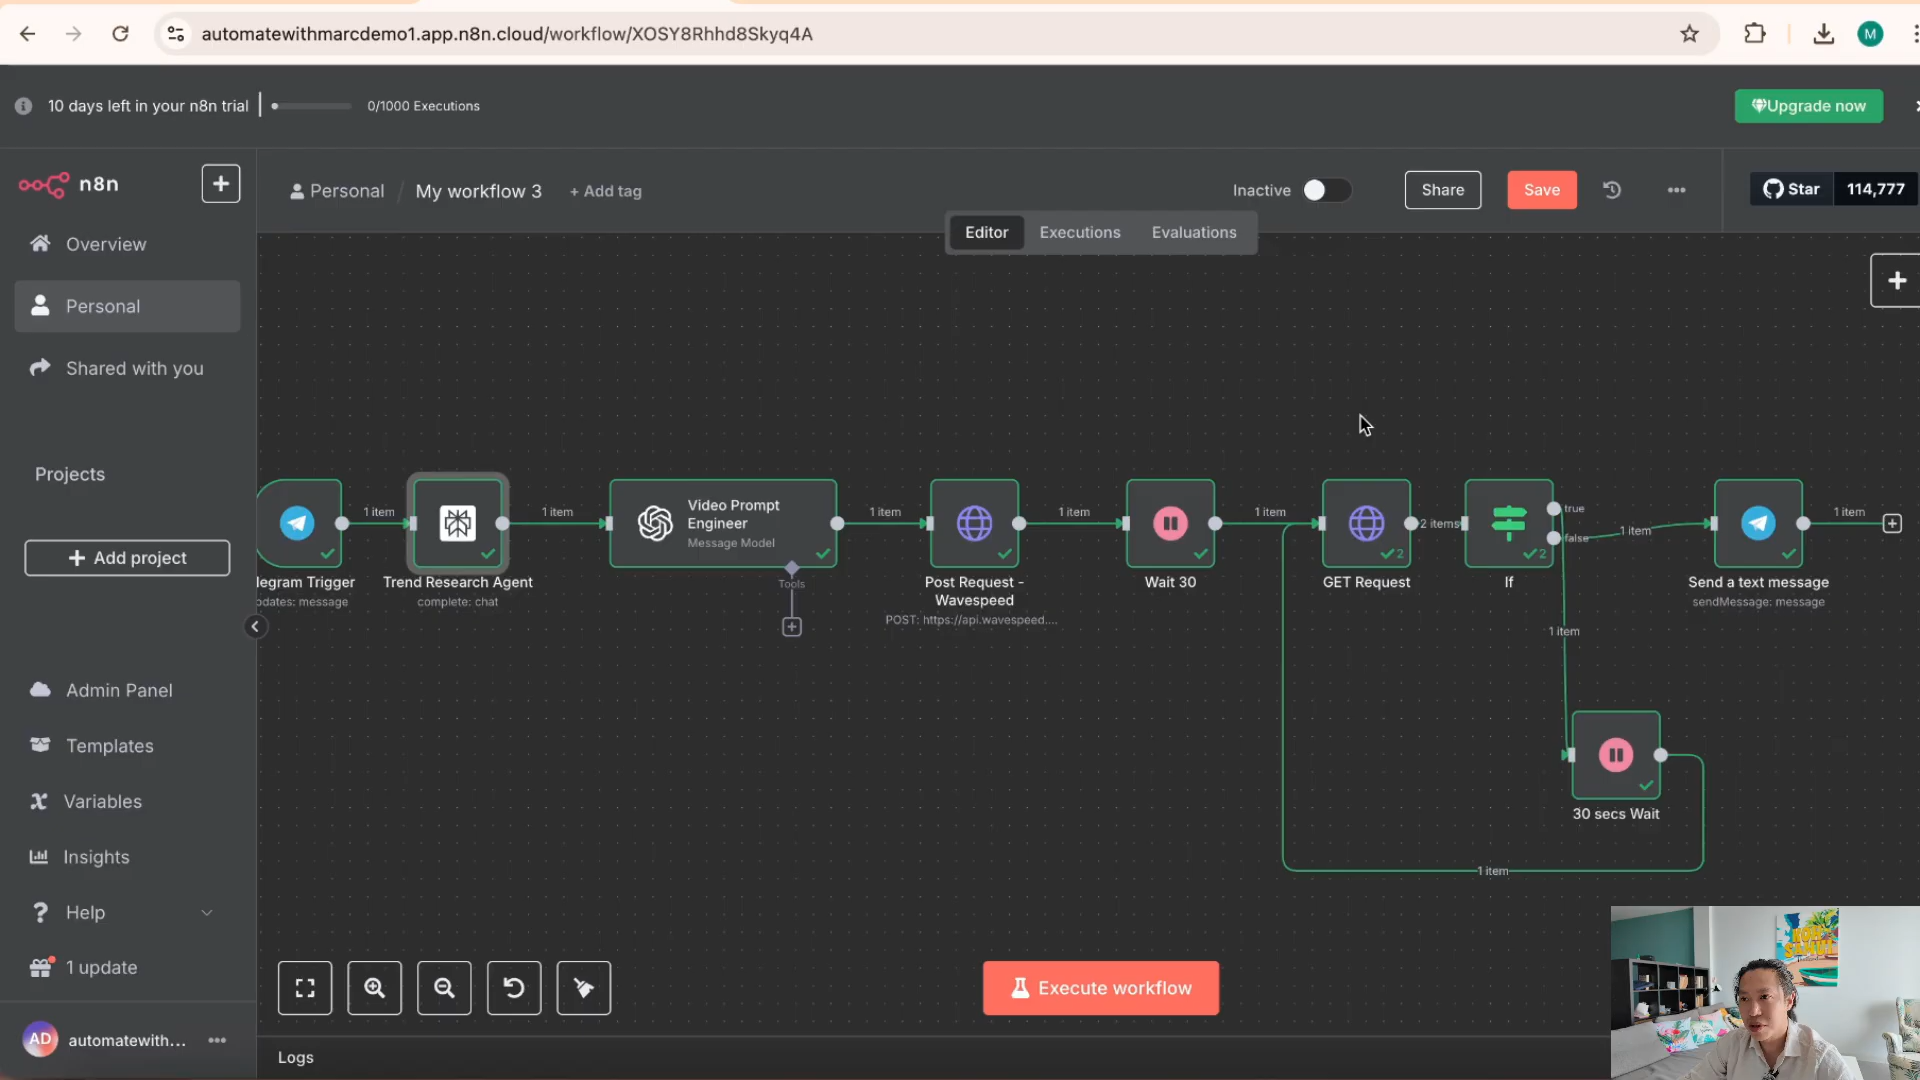 automatewithmarcdemo1.app.n8n.cloud/workflow/XOSY8Rhhd8Skyq4A
M
10 days left in your n8n trial
0/1000 Executions
Upgrade now
n8n
Personal / My workflow 3 + Add tag
Inactive
Share
Save
Star 114,777
Editor Executions Evaluations
Overview
Personal
Shared with you
Projects
+ Add project
Admin Panel
Templates
Variables
Insights
Help
1 update
AD automatewith...
1 item
1 item
1 item
1 item
1 item
2 items
1 item
1 item
legram Trigger
pdates: message
Trend Research Agent
complete: chat
Video Prompt
Engineer
Message Model
Tools
Post Request -
Wavespeed
POST: https://api.wavespeed....
Wait 30
2
GET Request
2
If
true
false
Send a text message
sendMessage: message
1 item
30 secs Wait
1 item
Execute workflow
Logs
KOH
SAMUI